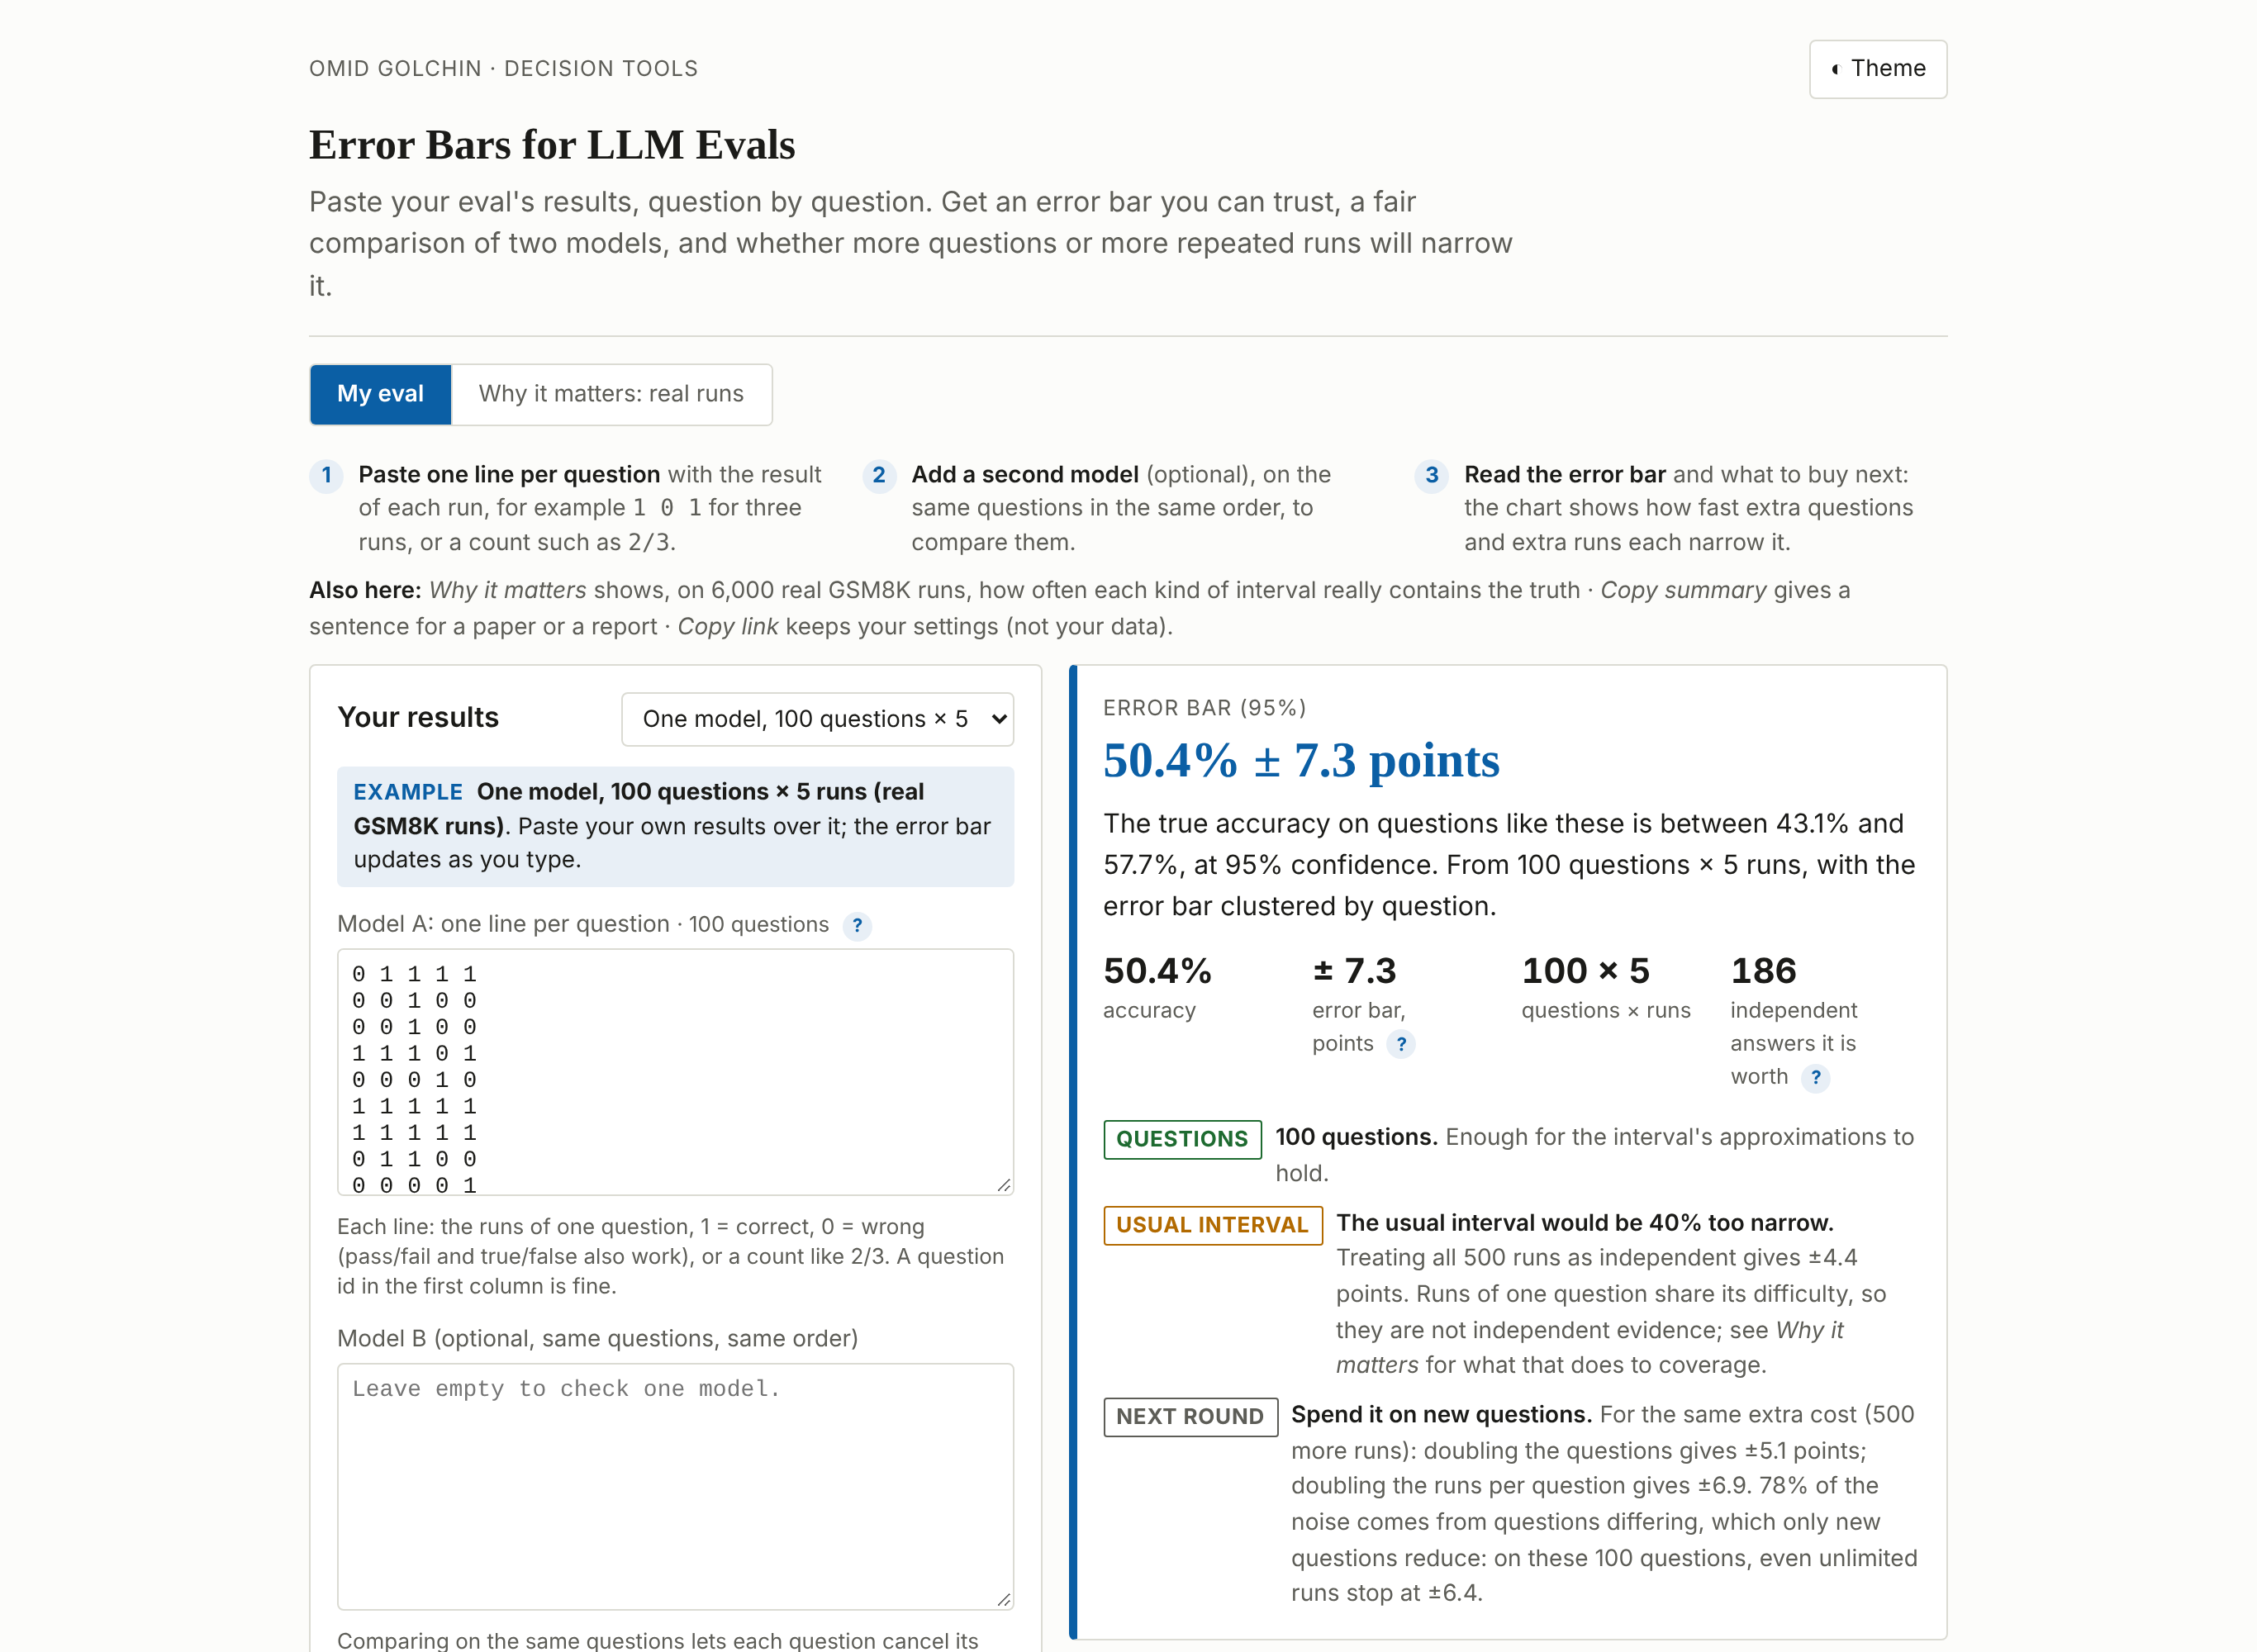 OMID GOLCHIN · DECISION TOOLS
Theme
Error Bars for LLM Evals
Paste your eval's results, question by question. Get an error bar you can trust, a fair
comparison of two models, and whether more questions or more repeated runs will narrow
it.
My eval
Why it matters: real runs
1 Paste one line per question with the result
of each run, for example 1 0 1 for three
runs, or a count such as 2/3.
2 Add a second model (optional), on the
same questions in the same order, to
compare them.
3 Read the error bar and what to buy next:
the chart shows how fast extra questions
and extra runs each narrow it.
Also here: Why it matters shows, on 6,000 real GSM8K runs, how often each kind of interval really contains the truth · Copy summary gives a
sentence for a paper or a report · Copy link keeps your settings (not your data).
Your results
One model, 100 questions × 5
EXAMPLE One model, 100 questions × 5 runs (real
GSM8K runs). Paste your own results over it; the error bar
updates as you type.
Model A: one line per question · 100 questions ?
0 1 1 1 1
0 0 1 0 0
0 0 1 0 0
1 1 1 0 1
0 0 0 1 0
1 1 1 1 1
1 1 1 1 1
0 1 1 0 0
0 0 0 0 1
Each line: the runs of one question, 1 = correct, 0 = wrong
(pass/fail and true/false also work), or a count like 2/3. A question
id in the first column is fine.
Model B (optional, same questions, same order)
Leave empty to check one model.
Comparing on the same questions lets each question cancel its
ERROR BAR (95%)
50.4% ± 7.3 points
The true accuracy on questions like these is between 43.1% and
57.7%, at 95% confidence. From 100 questions × 5 runs, with the
error bar clustered by question.
50.4%
accuracy
± 7.3
error bar,
points ?
100 × 5
questions × runs
186
independent
answers it is
worth ?
QUESTIONS 100 questions. Enough for the interval's approximations to
hold.
USUAL INTERVAL The usual interval would be 40% too narrow.
Treating all 500 runs as independent gives ±4.4
points. Runs of one question share its difficulty, so
they are not independent evidence; see Why it
matters for what that does to coverage.
NEXT ROUND Spend it on new questions. For the same extra cost (500
more runs): doubling the questions gives ±5.1 points;
doubling the runs per question gives ±6.9. 78% of the
noise comes from questions differing, which only new
questions reduce: on these 100 questions, even unlimited
runs stop at ±6.4.